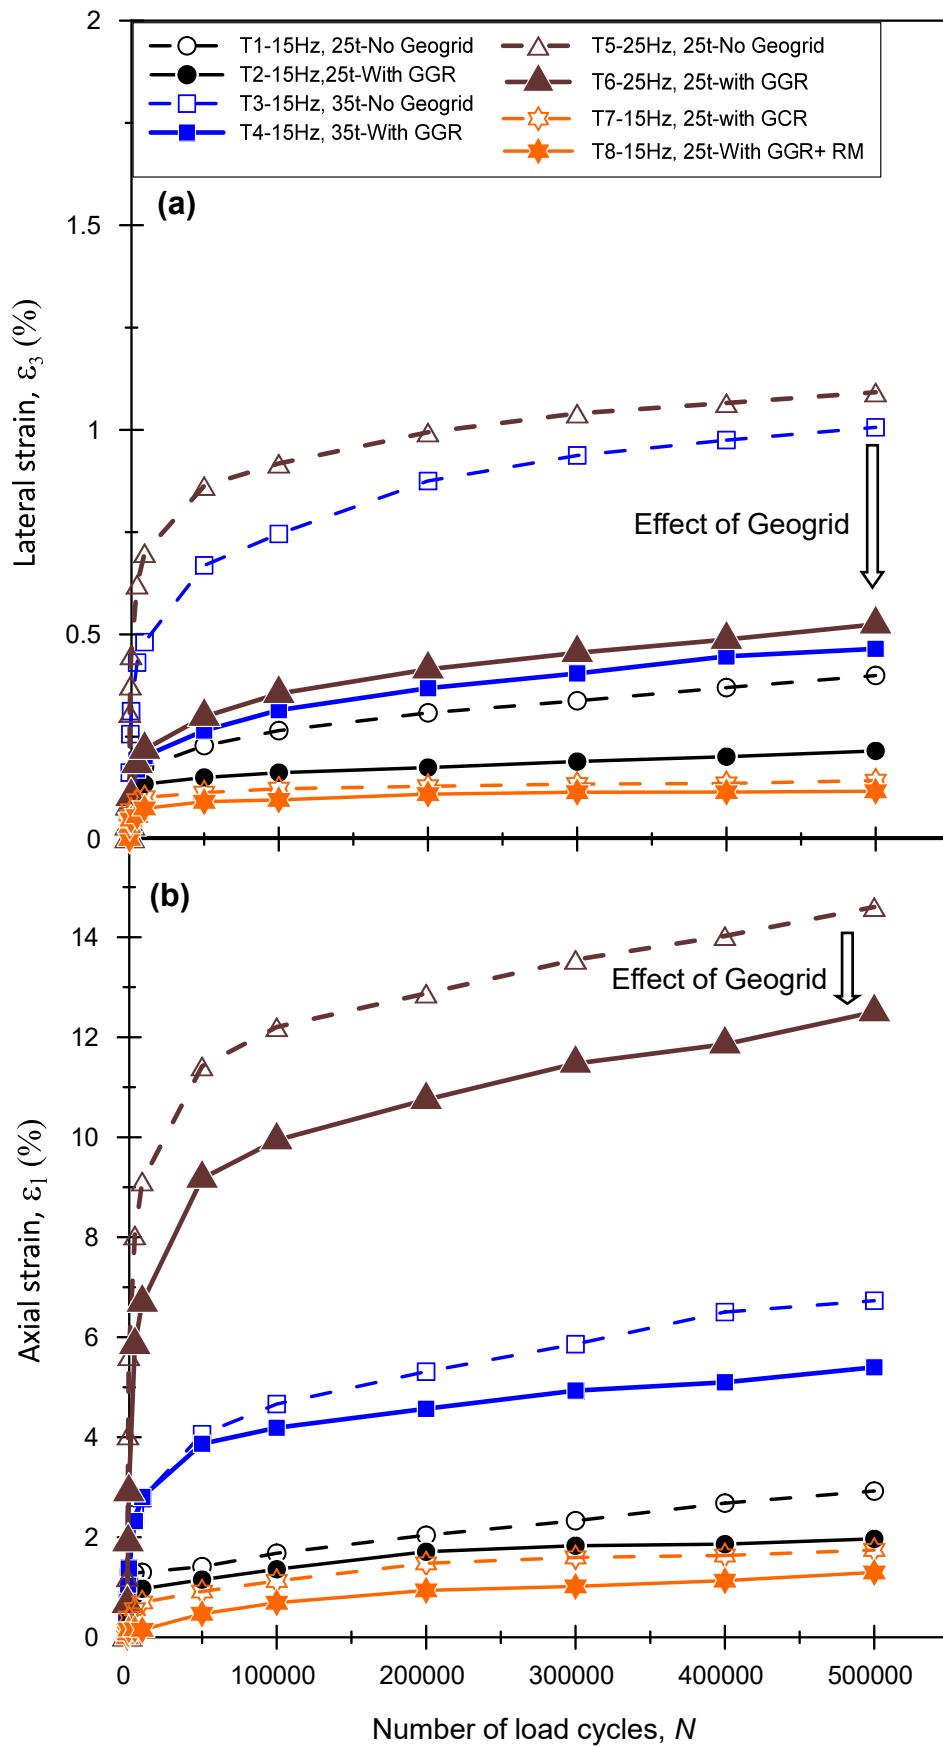 2
T1-15Hz, 25t-No Geogrid
T2-15Hz,25t-With GGR
T3-15Hz, 35t-No Geogrid
T4-15Hz, 35t-With GGR
T5-25Hz, 25t-No Geogrid
T6-25Hz, 25t-with GGR
T7-15Hz, 25t-with GCR
T8-15Hz, 25t-With GGR+ RM
(a)
1.5
Lateral strain, ε3 (%)
1
Effect of Geogrid
0.5
0
(b)
14
Effect of Geogrid
12
10
Axial strain, ε1 (%)
8
6
4
2
0
0 100000 200000 300000 400000 500000
Number of load cycles, N